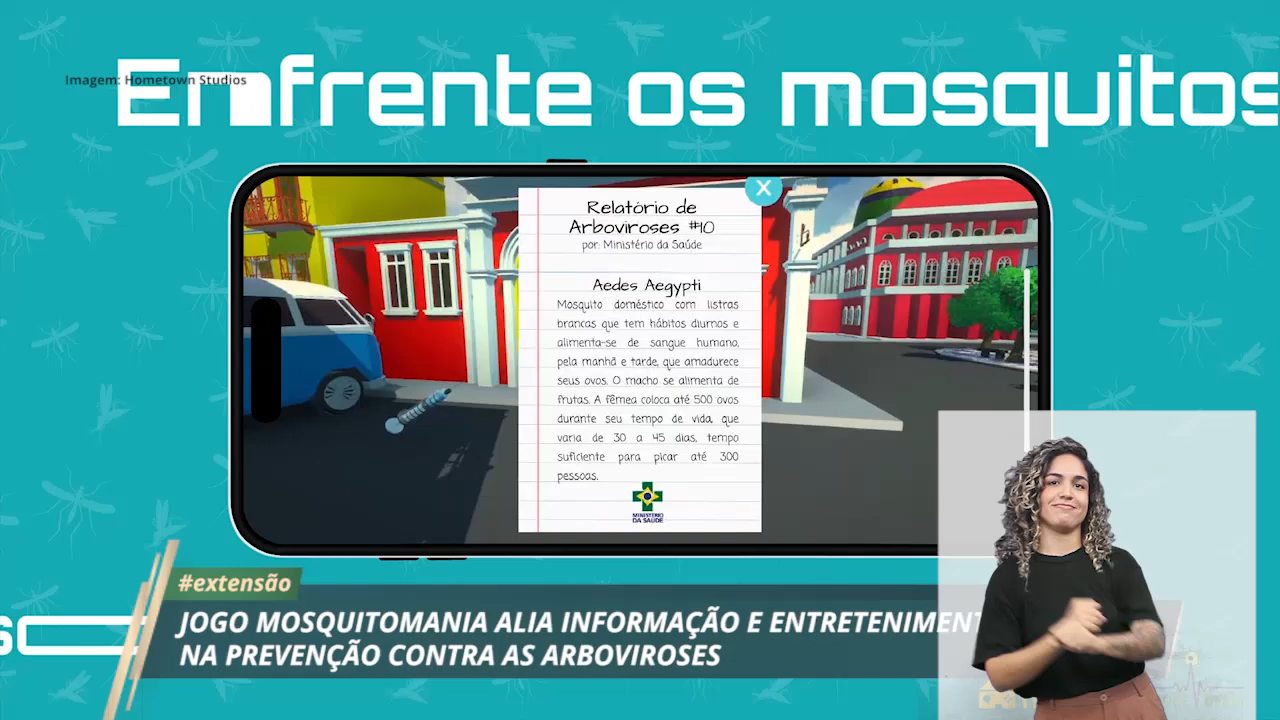 Imagem: Hometown Studios
Enfrente os mosquitos
X
Relatório de
Arboviroses #10
por: Ministério da Saúde
Aedes Aegypti
Mosquito doméstico com listras
brancas que tem hábitos diurnos e
alimenta-se de sangue humano,
pela manhã e tarde, que amadurece
seus ovos. O macho se alimenta de
frutas. A fêmea coloca até 500 ovos
durante seu tempo de vida, que
varia de 30 a 45 dias, tempo
suficiente para picar até 300
pessoas.
MINISTÉRIO
DA SAÚDE
#extensão
JOGO MOSQUITOMANIA ALIA INFORMAÇÃO E ENTRETENIMENT
NA PREVENÇÃO CONTRA AS ARBOVIROSES